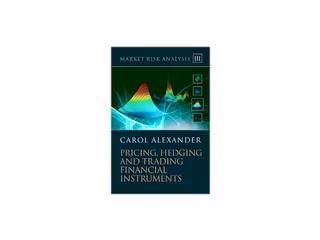 MARKET RISK ANALYSIS III
CAROL ALEXANDER
PRICING, HEDGING
AND TRADING
FINANCIAL
INSTRUMENTS